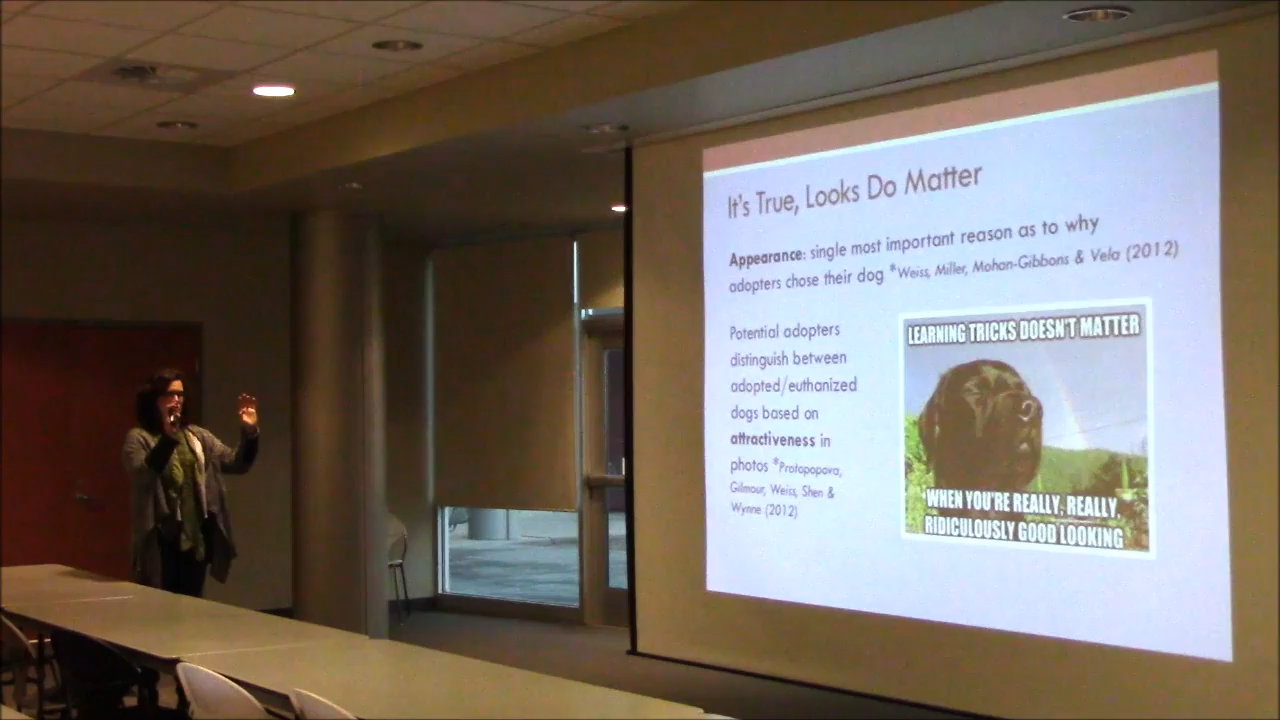 It's True, Looks Do Matter
Appearance: single most important reason as to why
adopters chose their dog *Weiss, Miller, Mohan-Gibbons & Vela (2012)
Potential adopters
distinguish between
adopted/euthanized
dogs based on
attractiveness in
photos *Protopopova,
Gilmour, Weiss, Shen &
Wynne (2012)
LEARNING TRICKS DOESN'T MATTER
WHEN YOU'RE REALLY, REALLY,
RIDICULOUSLY GOOD LOOKING